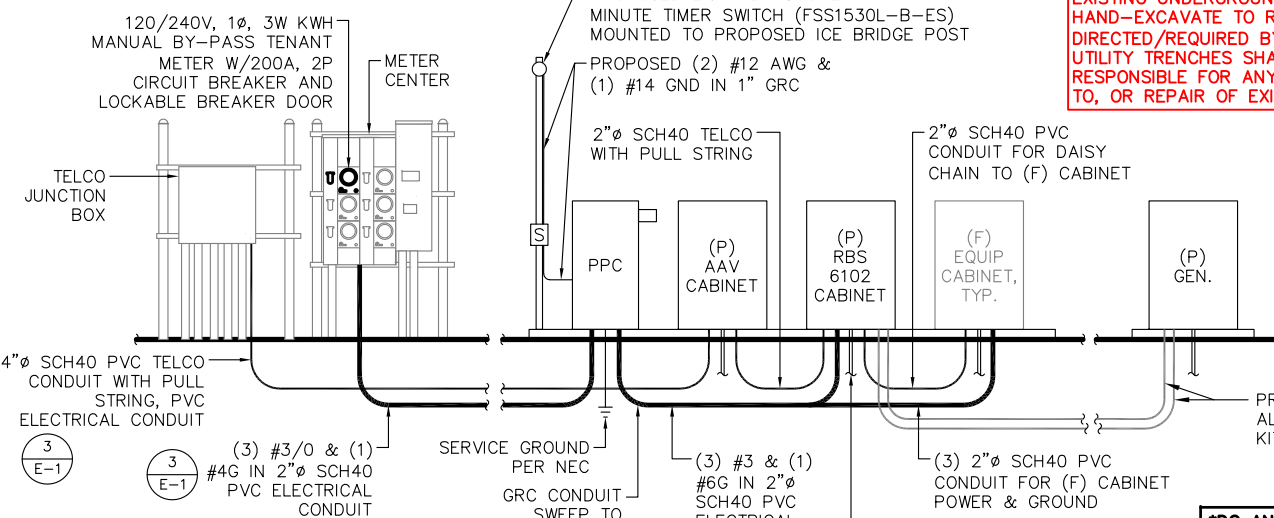 120/240V, 1ø, 3W KWH
MANUAL BY-PASS TENANT
METER W/200A, 2P
CIRCUIT BREAKER AND
LOCKABLE BREAKER DOOR
METER
CENTER
MINUTE TIMER SWITCH (FSS1530L-B-ES)
MOUNTED TO PROPOSED ICE BRIDGE POST
PROPOSED (2) #12 AWG &
(1) #14 GND IN 1" GRC
HAND-EXCAVATE TO R
DIRECTED/REQUIRED BY
UTILITY TRENCHES SHA
RESPONSIBLE FOR ANY
TO, OR REPAIR OF EXI
2"ø SCH40 TELCO
WITH PULL STRING
2"ø SCH40 PVC
CONDUIT FOR DAISY
CHAIN TO (F) CABINET
TELCO
JUNCTION
BOX
S
PPC
(P)
AAV
CABINET
(P)
RBS
6102
CABINET
(F)
EQUIP
CABINET,
TYP.
(P)
GEN.
4"ø SCH40 PVC TELCO
CONDUIT WITH PULL
STRING, PVC
ELECTRICAL CONDUIT
3
E-1
3
E-1
(3) #3/0 & (1)
#4G IN 2"ø SCH40
PVC ELECTRICAL
CONDUIT
SERVICE GROUND
PER NEC
GRC CONDUIT
SWEEP TO
(3) #3 & (1)
#6G IN 2"ø
SCH40 PVC
ELECTRICAL
(3) 2"ø SCH40 PVC
CONDUIT FOR (F) CABINET
POWER & GROUND
PR
AL
KIT